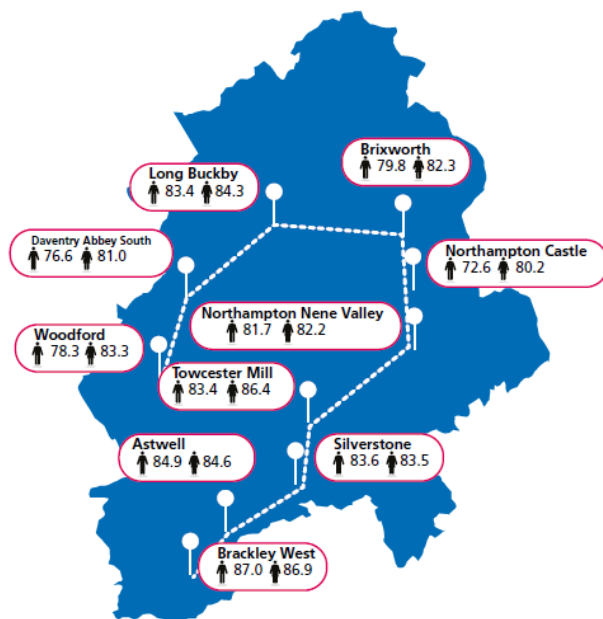 Brixworth
79.8 82.3
Long Buckby
83.4 84.3
Daventry Abbey South
76.6 81.0
Northampton Castle
72.6 80.2
Northampton Nene Valley
81.7 82.2
Woodford
78.3 83.3
Towcester Mill
83.4 86.4
Astwell
84.9 84.6
Silverstone
83.6 83.5
Brackley West
87.0 86.9